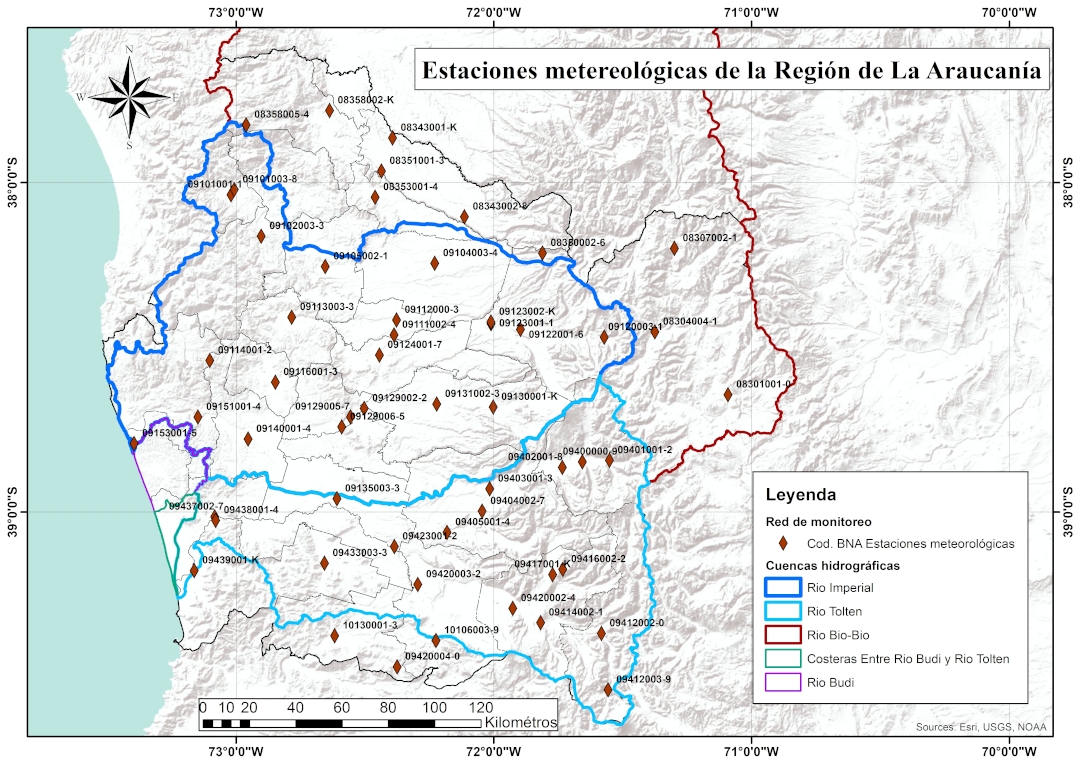 73°0'0"W
72°0'0"W
71°0'0"W
70°0'0"W
Estaciones metereológicas de la Región de La Araucanía
N
W
E
S
38°0'0"S
38°0'0"S
39°0'0"S
39°0'0"S
08358005-4
08358002-K
08343001-K
08351001-3
09101001-1
09101003-8
08353001-4
08343002-8
09102003-3
09105002-1
09104003-4
08380002-6
08307002-1
09113003-3
09112000-3
09111002-4
09123002-K
09123001-1
09122001-6
09120003-1
08304004-1
09124001-7
09114001-2
09116001-3
08301001-0
09151001-4
09129005-7
09129002-2
09129006-5
09131002-3
09130001-K
09153001-5
09140001-4
09402001-8
09400000-9
09401001-2
09403001-3
09135003-3
09404002-7
09437002-7
09438001-4
09405001-4
09423001-2
09439001-K
09433003-3
09420003-2
09417001-K
09416002-2
09420002-4
09414002-1
10130001-3
10106003-9
09412002-0
09420004-0
09412003-9
Leyenda
Red de monitoreo
Cod. BNA Estaciones meteorológicas
Cuencas hidrográficas
Rio Imperial
Rio Tolten
Rio Bio-Bio
Costeras Entre Rio Budi y Rio Tolten
Rio Budi
0 10 20 40 60 80 100 120
Kilométros
Sources: Esri, USGS, NOAA
73°0'0"W
72°0'0"W
71°0'0"W
70°0'0"W